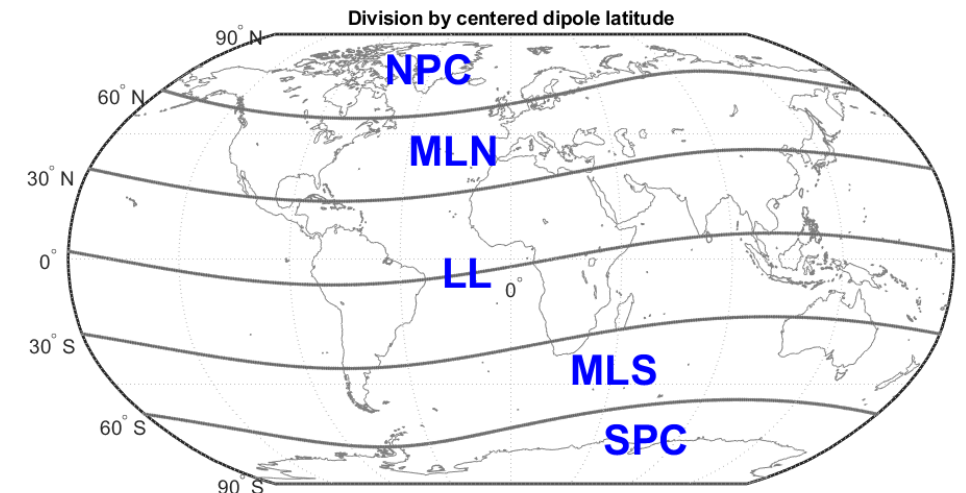 Division by centered dipole latitude
90° N
NPC
60° N
MLN
30° N
LL
0°
0°
30° S
MLS
60° S
SPC
90° S